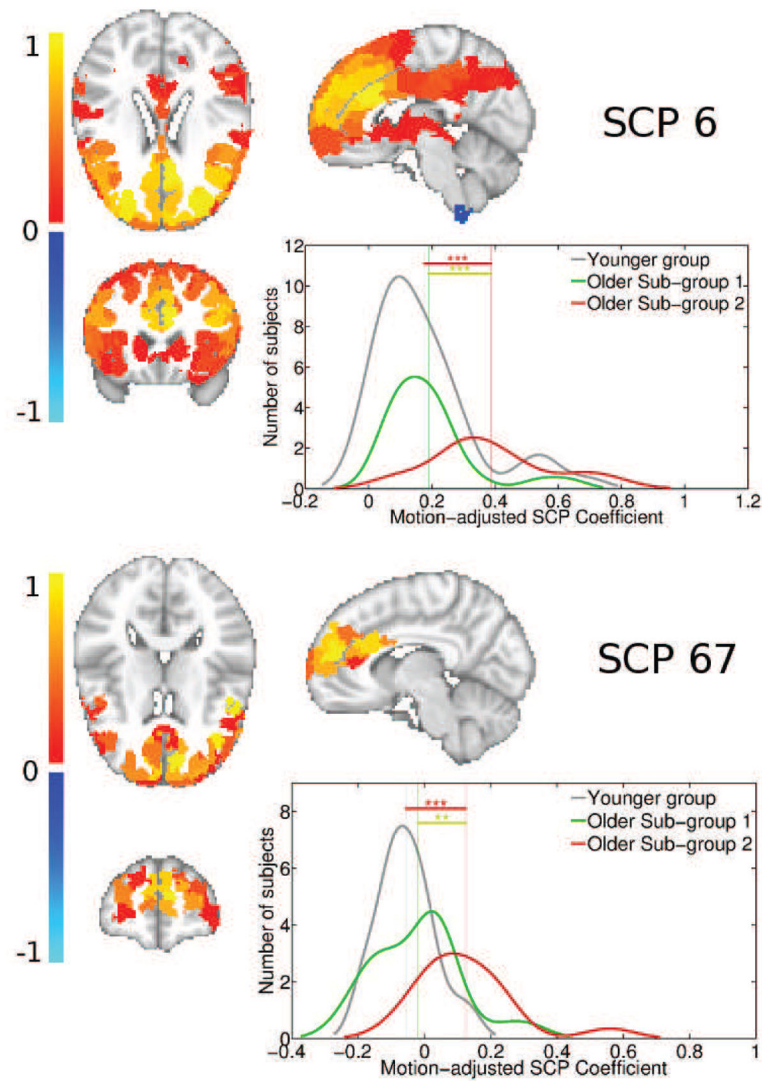 1
0
-1
SCP 6
12
10
8
6
4
2
0
Number of subjects
***
***
Younger group
Older Sub-group 1
Older Sub-group 2
-0.2 0 0.2 0.4 0.6 0.8 1 1.2
Motion-adjusted SCP Coefficient
1
0
-1
SCP 67
8
6
4
2
0
Number of subjects
***
**
Younger group
Older Sub-group 1
Older Sub-group 2
-0.4 -0.2 0 0.2 0.4 0.6 0.8 1
Motion-adjusted SCP Coefficient